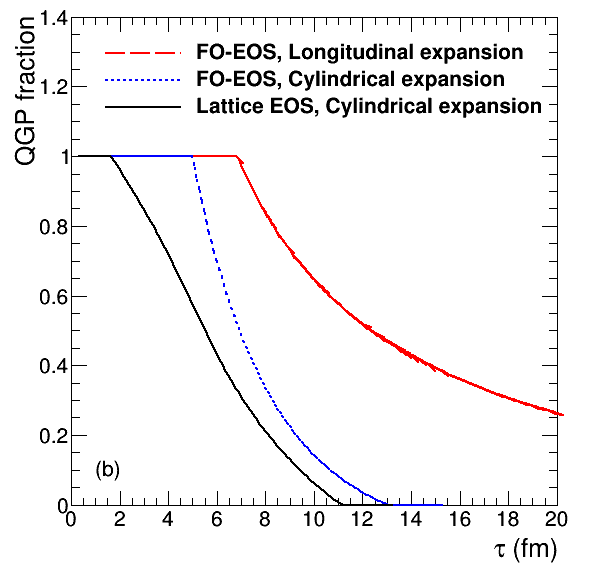 QGP fraction
1.4
1.2
1
0.8
0.6
0.4
0.2
0
FO-EOS, Longitudinal expansion
FO-EOS, Cylindrical expansion
Lattice EOS, Cylindrical expansion
(b)
0 2 4 6 8 10 12 14 16 18 20
τ (fm)